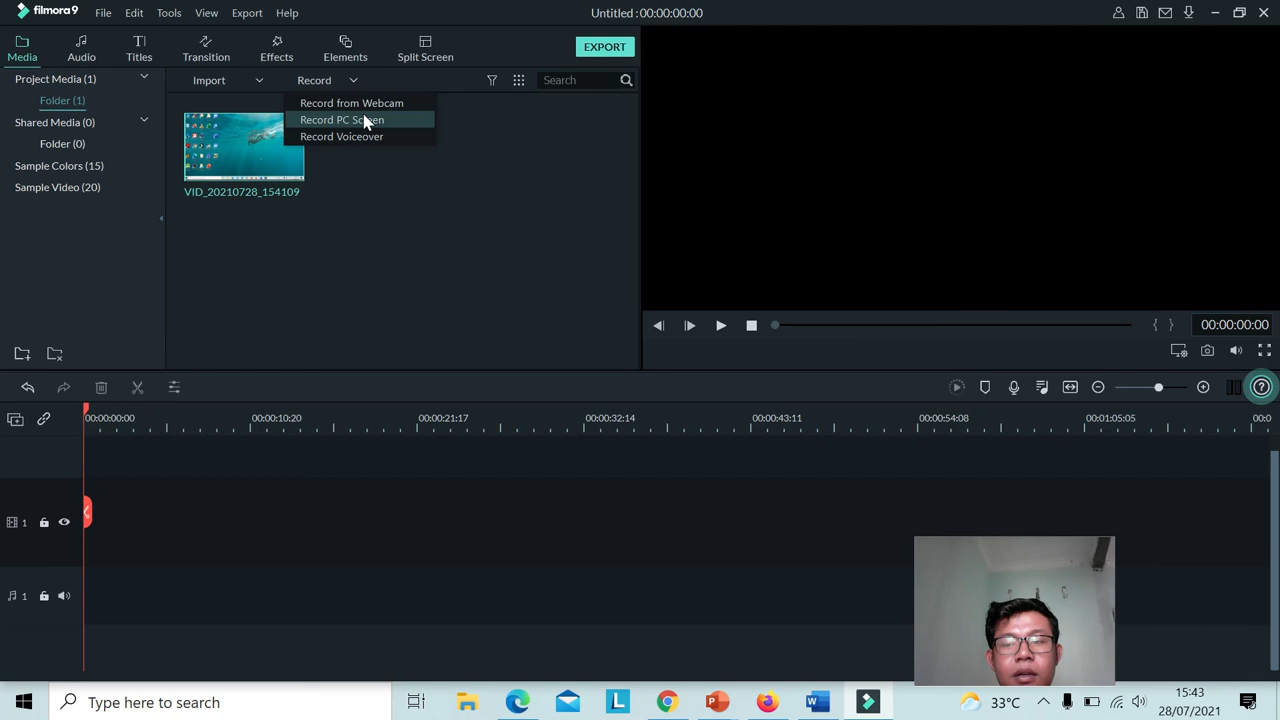 filmora9
File Edit Tools View Export Help
Untitled : 00:00:00:00
Media Audio Titles Transition Effects Elements Split Screen
EXPORT
Project Media (1)
Folder (1)
Shared Media (0)
Folder (0)
Sample Colors (15)
Sample Video (20)
Import Record Search
Record from Webcam
Record PC Screen
Record Voiceover
VID_20210728_154109
00:00:00:00
00:00:00:00 00:00:10:20 00:00:21:17 00:00:32:14 00:00:43:11 00:00:54:08 00:01:05:05 00:0
1
1
Type here to search
33°C
15:43
28/07/2021